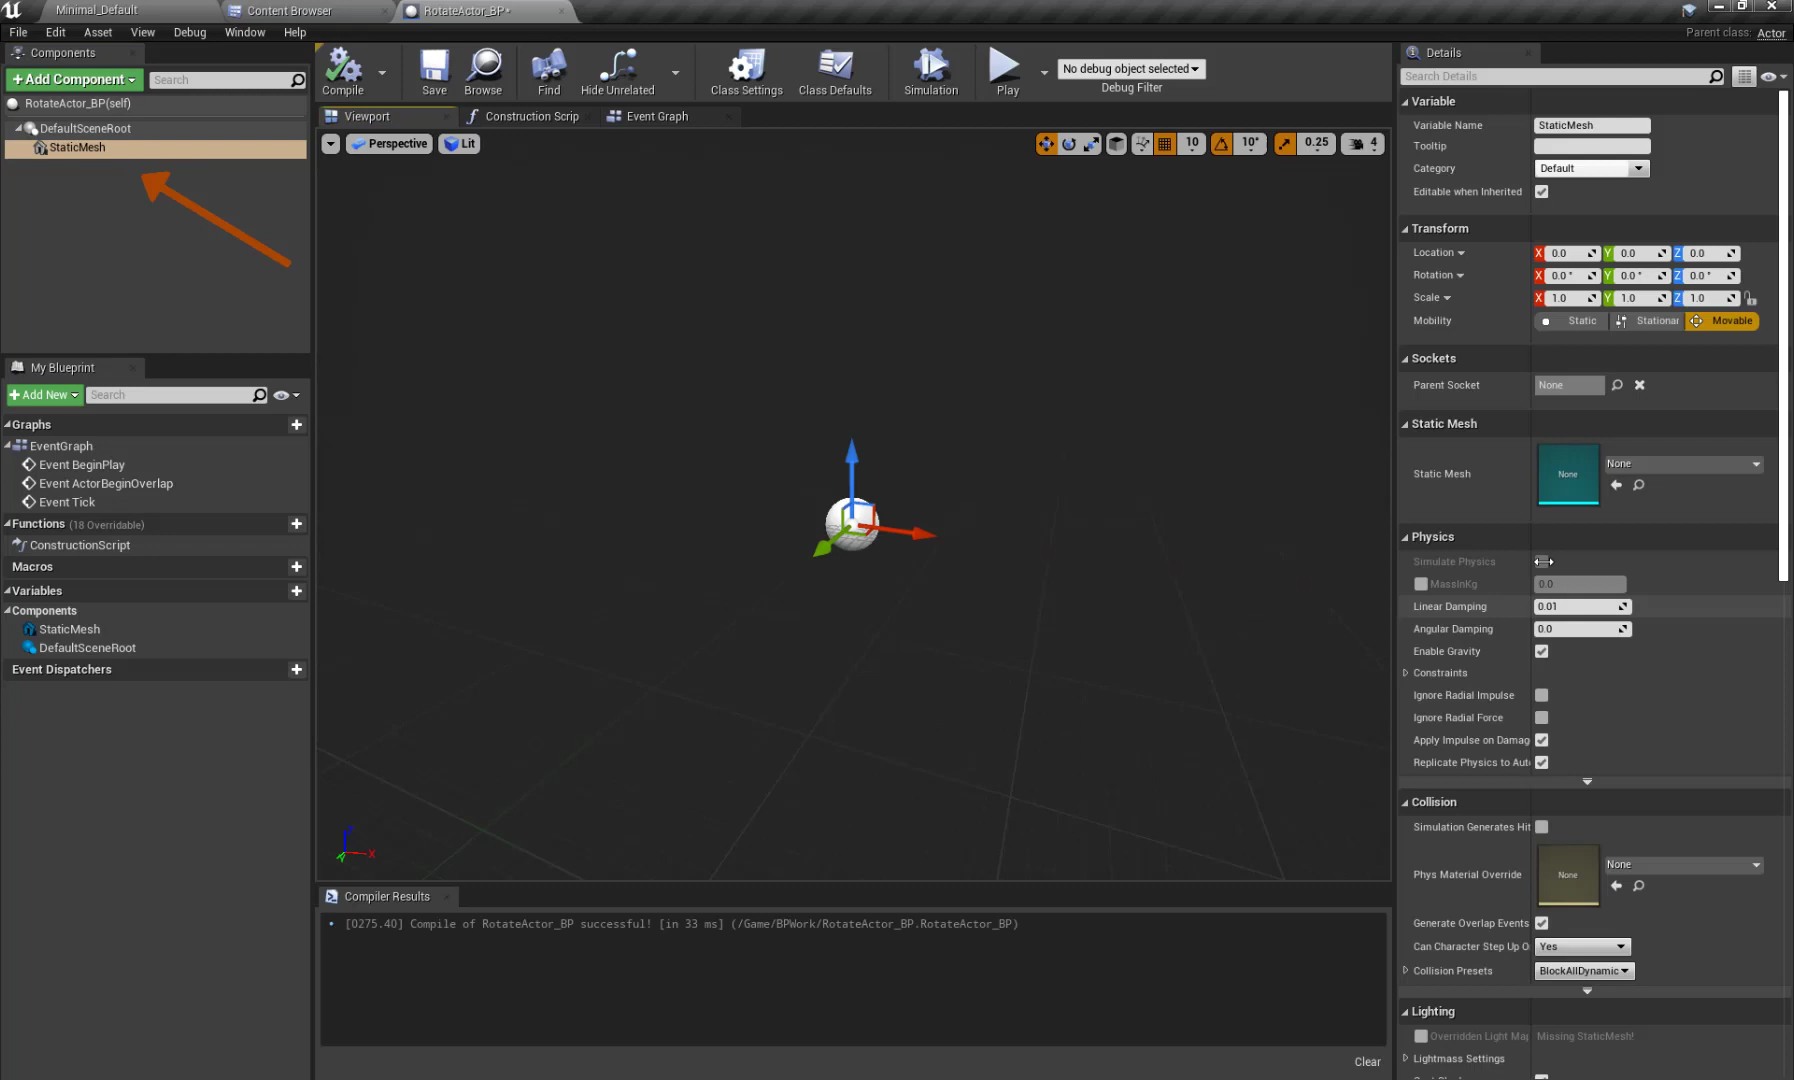 Minimal_Default
Content Browser
RotateActor_BP*
File Edit Asset View Debug Window Help
Parent class: Actor
Components
Add Component
Search
RotateActor_BP(self)
DefaultSceneRoot
StaticMesh
My Blueprint
Add New
Search
Graphs
EventGraph
Event BeginPlay
Event ActorBeginOverlap
Event Tick
Functions (18 Overridable)
ConstructionScript
Macros
Variables
Components
StaticMesh
DefaultSceneRoot
Event Dispatchers
Compile
Save
Browse
Find
Hide Unrelated
Class Settings
Class Defaults
Simulation
Play
No debug object selected
Debug Filter
Viewport
Construction Scrip
Event Graph
Perspective
Lit
10
10°
0.25
4
X
Compiler Results
[0275.40] Compile of RotateActor_BP successful! [in 33 ms] (/Game/BPWork/RotateActor_BP.RotateActor_BP)
Clear
Details
Search Details
Variable
Variable Name StaticMesh
Tooltip
Category Default
Editable when Inherited
Transform
Location X 0.0 Y 0.0 Z 0.0
Rotation X 0.0 ° Y 0.0 ° Z 0.0 °
Scale X 1.0 Y 1.0 Z 1.0
Mobility Static Stationar Movable
Sockets
Parent Socket None
Static Mesh
Static Mesh None None
Physics
Simulate Physics
MassInKg 0.0
Linear Damping 0.01
Angular Damping 0.0
Enable Gravity
Constraints
Ignore Radial Impulse
Ignore Radial Force
Apply Impulse on Damag
Replicate Physics to Aut
Collision
Simulation Generates Hit
Phys Material Override None None
Generate Overlap Events
Can Character Step Up O Yes
Collision Presets BlockAllDynamic
Lighting
Overridden Light Ma Missing StaticMesh!
Lightmass Settings